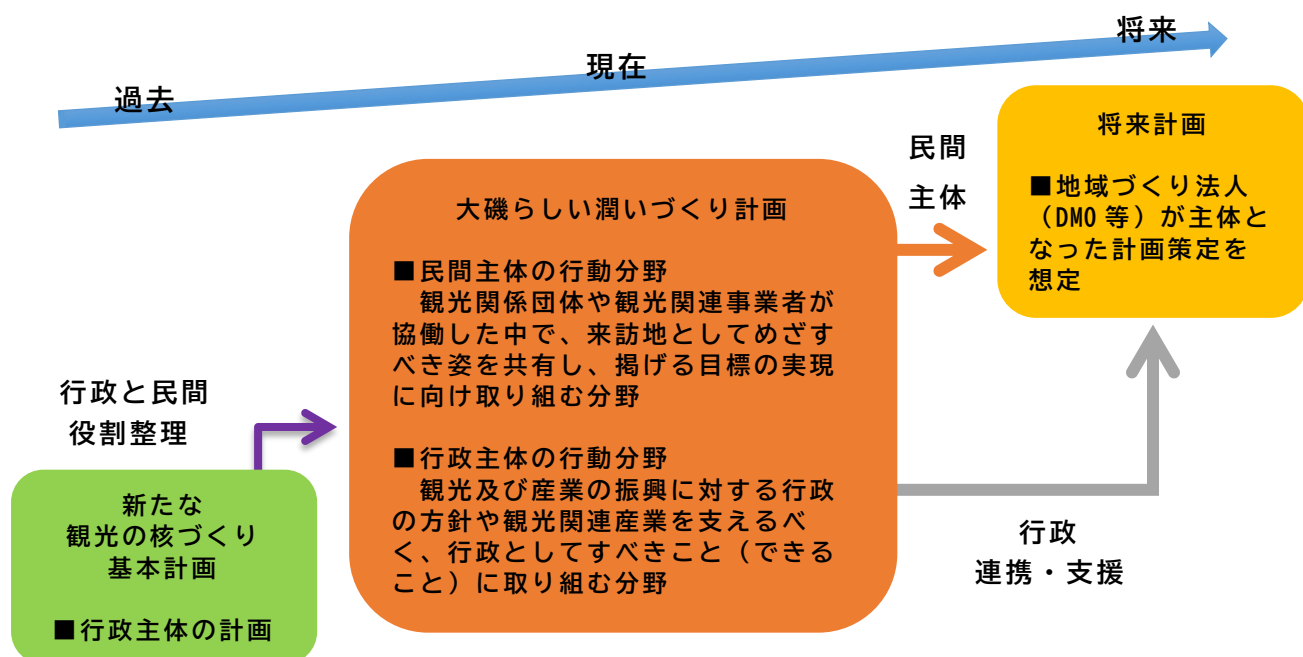 過去
現在
将来
新たな
観光の核づくり
基本計画
■行政主体の計画
行政と民間
役割整理
大磯らしい潤いづくり計画
■民間主体の行動分野
観光関係団体や観光関連事業者が
協働した中で、来訪地としてめざす
べき姿を共有し、掲げる目標の実現
に向け取り組む分野
■行政主体の行動分野
観光及び産業の振興に対する行政
の方針や観光関連産業を支えるべ
く、行政としてすべきこと（できる
こと）に取り組む分野
民間
主体
行政
連携・支援
将来計画
■地域づくり法人
（DMO等）が主体と
なった計画策定を
想定